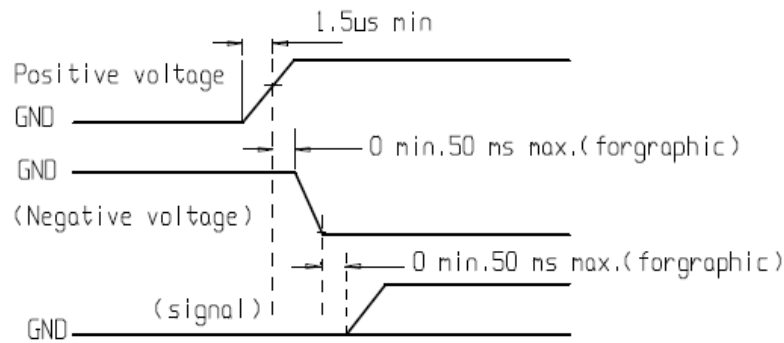 1.5us min
Positive voltage
GND
0 min.50 ms max.(forgraphic)
GND
(Negative voltage)
0 min.50 ms max.(forgraphic)
(signal)
GND